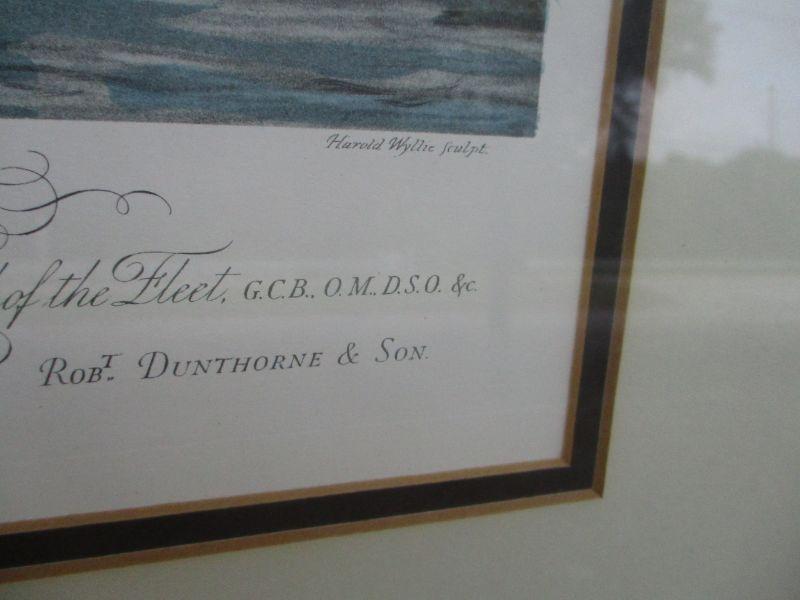 Harold Wyllie sculpt.
of the Fleet, G.C.B., O.M., D.S.O. &c.
ROBT. DUNTHORNE & SON.